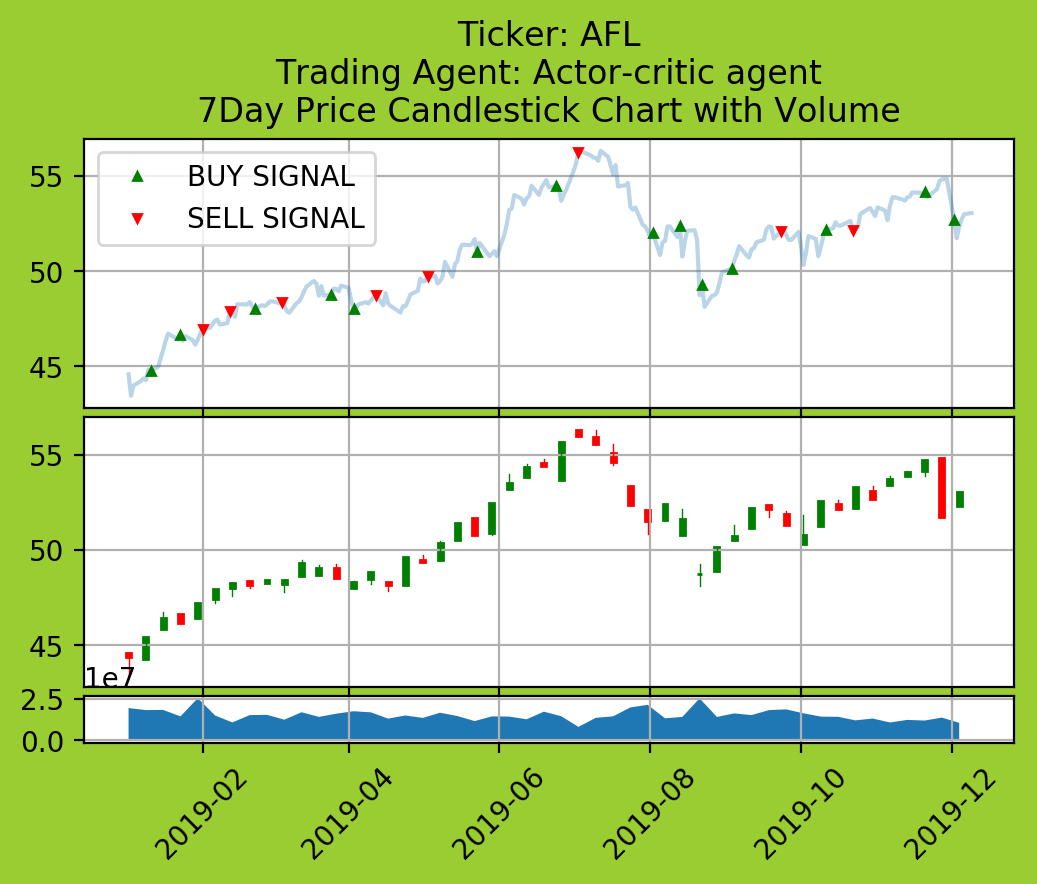 Ticker: AFL
Trading Agent: Actor-critic agent
7Day Price Candlestick Chart with Volume
BUY SIGNAL
SELL SIGNAL
55
50
45
55
50
45
1e7
2.5
0.0
2019-02
2019-04
2019-06
2019-08
2019-10
2019-12